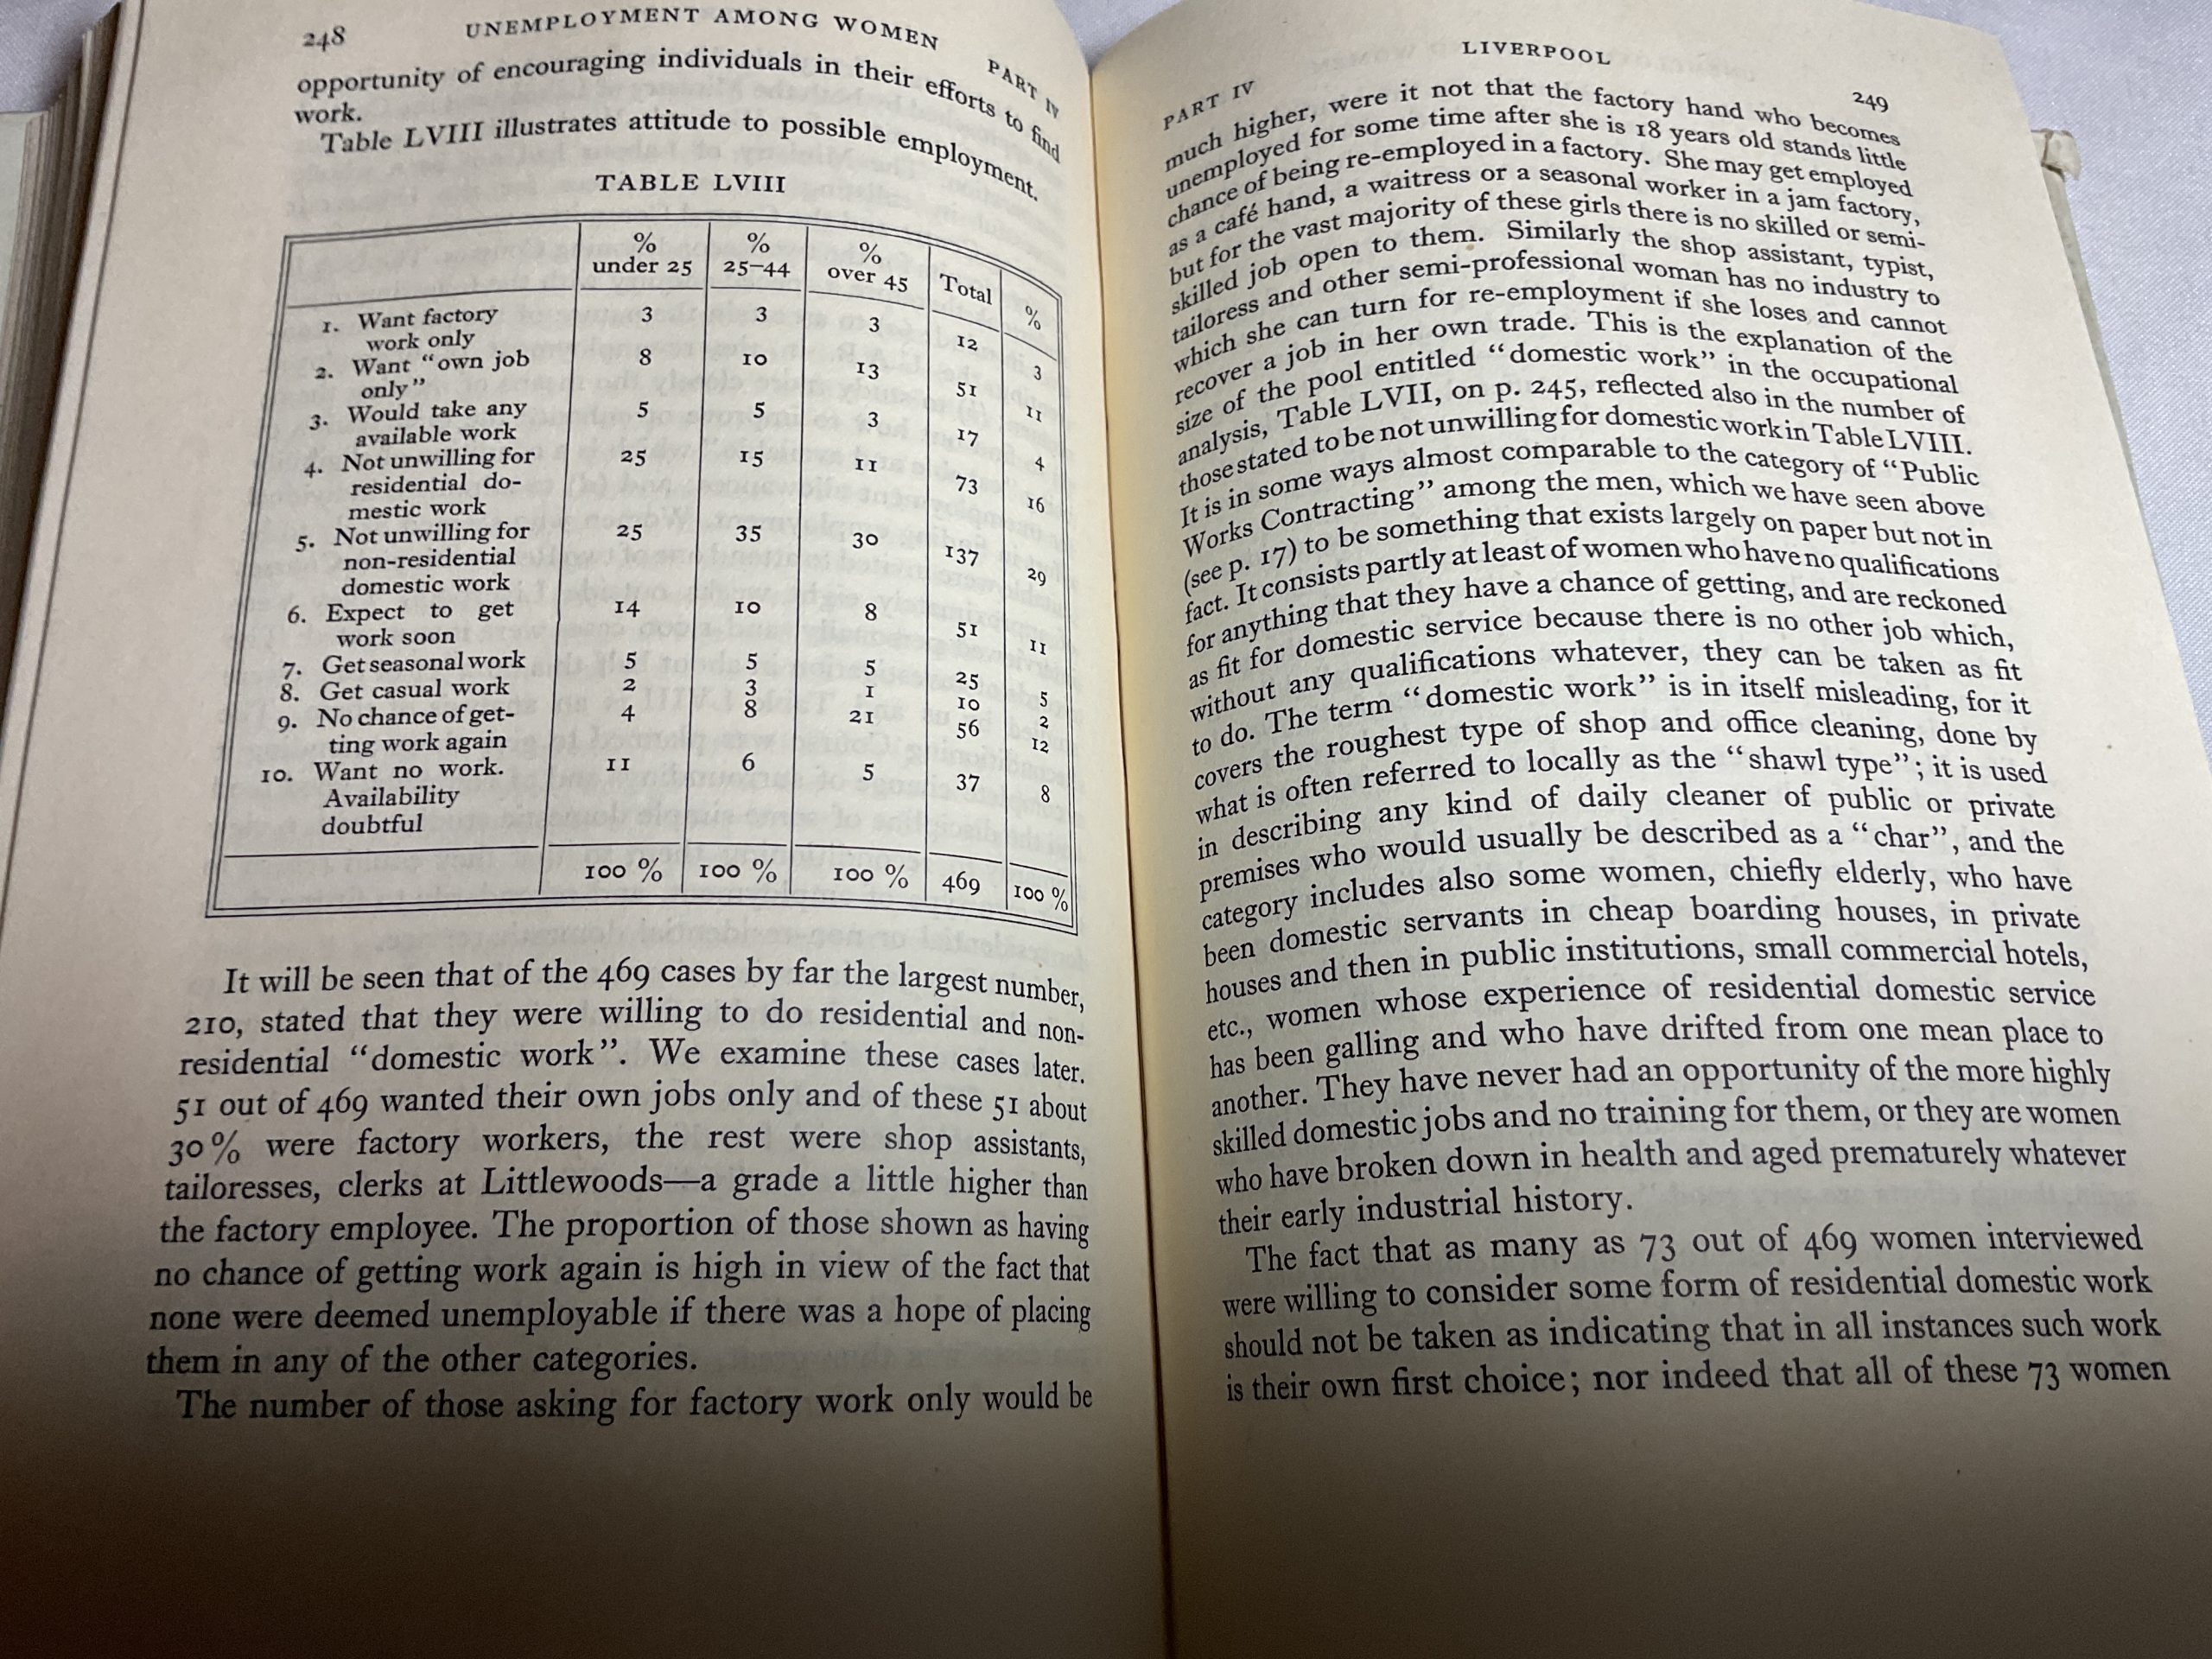 248 UNEMPLOYMENT AMONG WOMEN PART IV
opportunity of encouraging individuals in their efforts to find
work.
Table LVIII illustrates attitude to possible employment.
TABLE LVIII
% under 25 % 25–44 % over 45 Total %
1. Want factory work only 3 3 3 12 3
2. Want “own job only” 8 10 13 51 11
3. Would take any available work 5 5 3 17 4
4. Not unwilling for residential do-mestic work 25 15 11 73 16
5. Not unwilling for non-residential domestic work 25 35 30 137 29
6. Expect to get work soon 14 10 8 51 11
7. Get seasonal work 5 5 5 25 5
8. Get casual work 2 3 1 10 2
9. No chance of get-ting work again 4 8 21 56 12
10. Want no work. Availability doubtful 11 6 5 37 8
100 % 100 % 100 % 469 100 %
It will be seen that of the 469 cases by far the largest number,
210, stated that they were willing to do residential and non-
residential “domestic work”. We examine these cases later.
51 out of 469 wanted their own jobs only and of these 51 about
30% were factory workers, the rest were shop assistants,
tailoresses, clerks at Littlewoods—a grade a little higher than
the factory employee. The proportion of those shown as having
no chance of getting work again is high in view of the fact that
none were deemed unemployable if there was a hope of placing
them in any of the other categories.
The number of those asking for factory work only would be
PART IV LIVERPOOL 249
much higher, were it not that the factory hand who becomes
unemployed for some time after she is 18 years old stands little
chance of being re-employed in a factory. She may get employed
as a café hand, a waitress or a seasonal worker in a jam factory,
but for the vast majority of these girls there is no skilled or semi-
skilled job open to them. Similarly the shop assistant, typist,
tailoress and other semi-professional woman has no industry to
which she can turn for re-employment if she loses and cannot
recover a job in her own trade. This is the explanation of the
size of the pool entitled “domestic work” in the occupational
analysis, Table LVII, on p. 245, reflected also in the number of
those stated to be not unwilling for domestic work in Table LVIII.
It is in some ways almost comparable to the category of “Public
Works Contracting” among the men, which we have seen above
(see p. 17) to be something that exists largely on paper but not in
fact. It consists partly at least of women who have no qualifications
for anything that they have a chance of getting, and are reckoned
as fit for domestic service because there is no other job which,
without any qualifications whatever, they can be taken as fit
to do. The term “domestic work” is in itself misleading, for it
covers the roughest type of shop and office cleaning, done by
what is often referred to locally as the “shawl type”; it is used
in describing any kind of daily cleaner of public or private
premises who would usually be described as a “char”, and the
category includes also some women, chiefly elderly, who have
been domestic servants in cheap boarding houses, in private
houses and then in public institutions, small commercial hotels,
etc., women whose experience of residential domestic service
has been galling and who have drifted from one mean place to
another. They have never had an opportunity of the more highly
skilled domestic jobs and no training for them, or they are women
who have broken down in health and aged prematurely whatever
their early industrial history.
The fact that as many as 73 out of 469 women interviewed
were willing to consider some form of residential domestic work
should not be taken as indicating that in all instances such work
is their own first choice; nor indeed that all of these 73 women